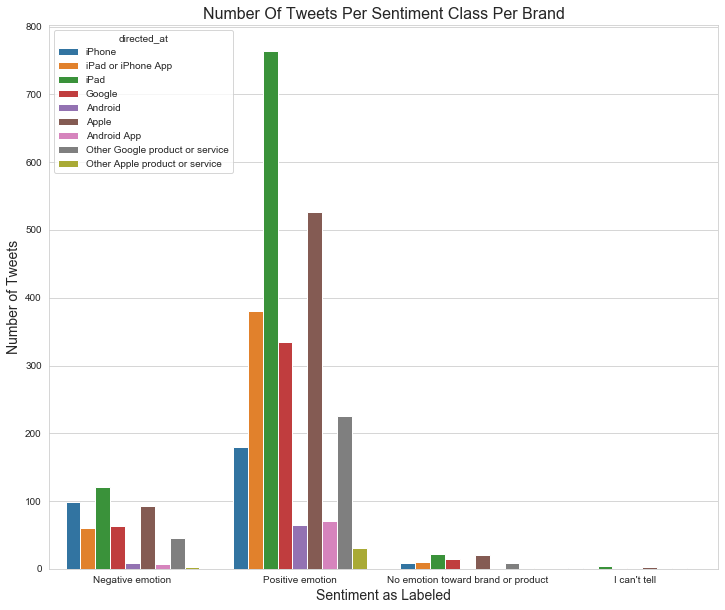 Number Of Tweets Per Sentiment Class Per Brand
directed_at
iPhone
iPad or iPhone App
iPad
Google
Android
Apple
Android App
Other Google product or service
Other Apple product or service
Number of Tweets
800
700
600
500
400
300
200
100
0
Negative emotion Positive emotion No emotion toward brand or product I can't tell
Sentiment as Labeled